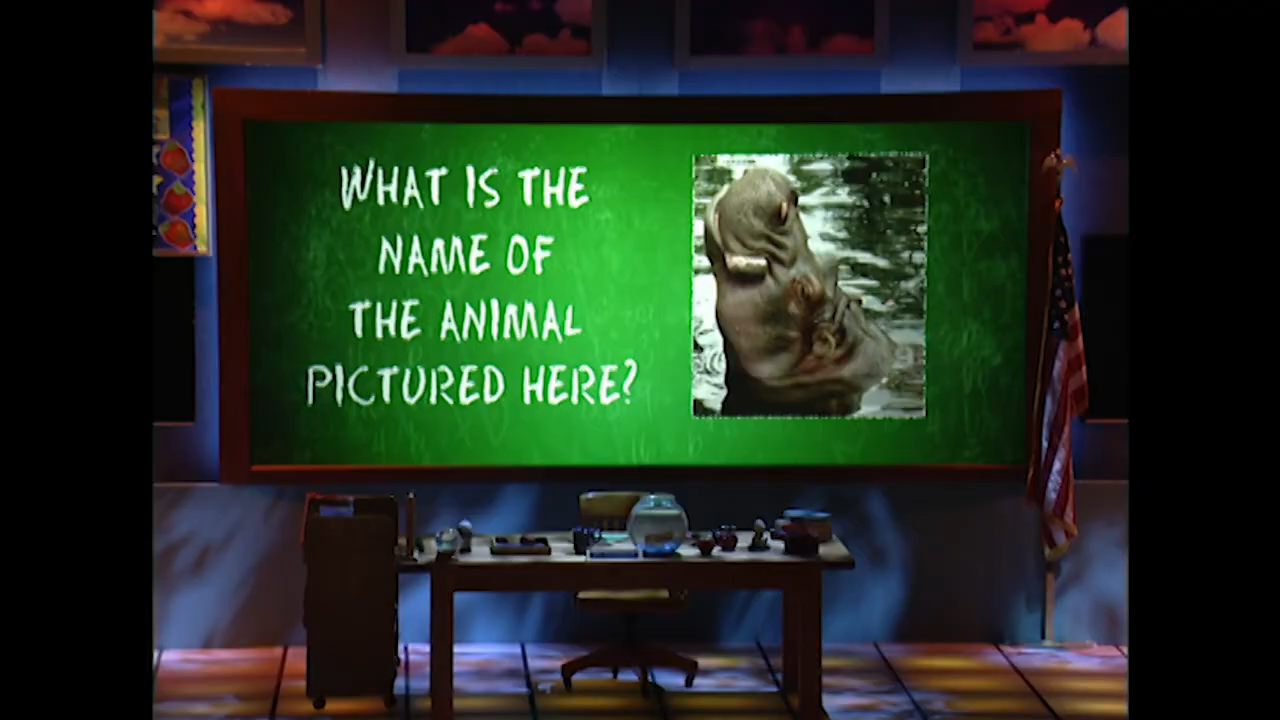 WHAT IS THE
NAME OF
THE ANIMAL
PICTURED HERE?